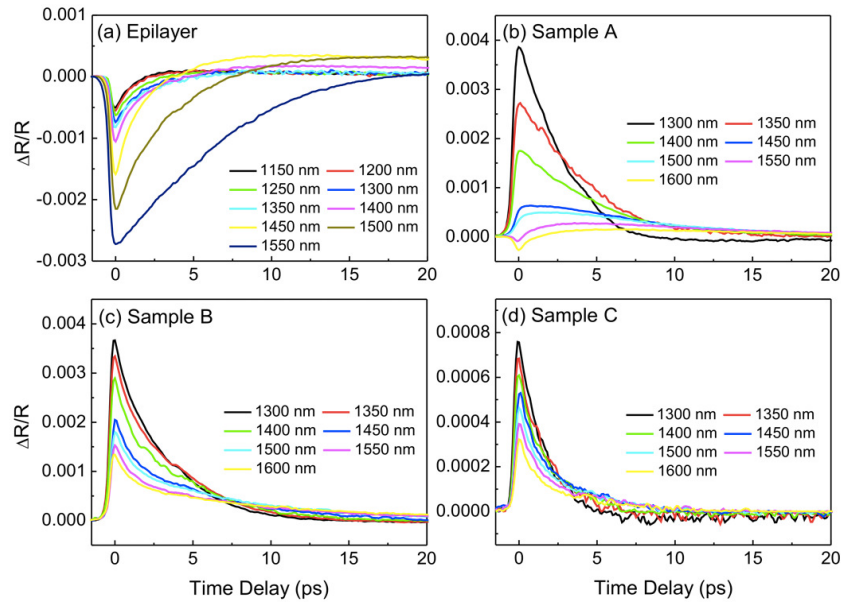 (a) Epilayer
ΔR/R
0.000
-0.001
-0.002
-0.003
1150 nm 1200 nm
1250 nm 1300 nm
1350 nm 1400 nm
1450 nm 1500 nm
1550 nm
0 5 10 15 20
(b) Sample A
0.004
0.003
0.002
0.001
0.000
1300 nm 1350 nm
1400 nm 1450 nm
1500 nm 1550 nm
1600 nm
0 5 10 15 20
(c) Sample B
ΔR/R
0.004
0.003
0.002
0.001
0.000
1300 nm 1350 nm
1400 nm 1450 nm
1500 nm 1550 nm
1600 nm
0 5 10 15 20
Time Delay (ps)
(d) Sample C
0.0008
0.0006
0.0004
0.0002
0.0000
1300 nm 1350 nm
1400 nm 1450 nm
1500 nm 1550 nm
1600 nm
0 5 10 15 20
Time Delay (ps)